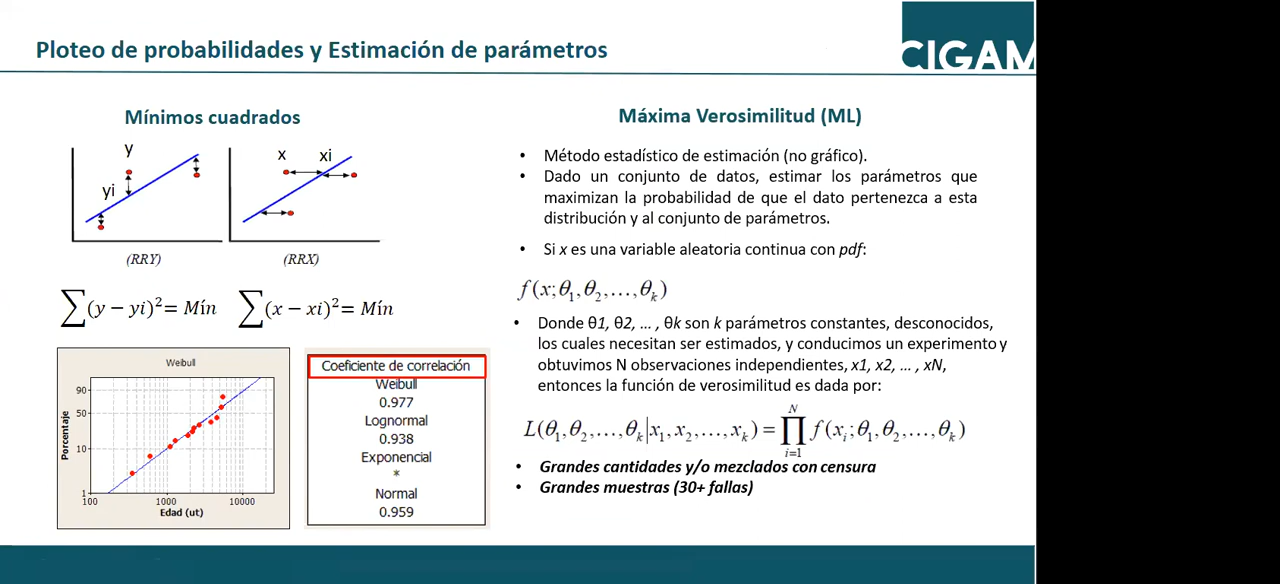 Ploteo de probabilidades y Estimación de parámetros
CIGAM
Mínimos cuadrados
y
yi
(RRY)
x xi
(RRX)
∑(y − yi)²= Mín
∑(x − xi)²= Mín
Weibull
Porcentaje
90
50
10
1
100 1000 10000
Edad (ut)
Coeficiente de correlación
Weibull
0.977
Lognormal
0.938
Exponencial
*
Normal
0.959
Máxima Verosimilitud (ML)
• Método estadístico de estimación (no gráfico).
• Dado un conjunto de datos, estimar los parámetros que
maximizan la probabilidad de que el dato pertenezca a esta
distribución y al conjunto de parámetros.
• Si x es una variable aleatoria continua con pdf:
f(x;θ₁,θ₂,…,θₖ)
• Donde θ1, θ2, … , θk son k parámetros constantes, desconocidos,
los cuales necesitan ser estimados, y conducimos un experimento y
obtuvimos N observaciones independientes, x1, x2, … , xN,
entonces la función de verosimilitud es dada por:
L(θ₁,θ₂,…,θₖ|x₁,x₂,…,xₖ) = ∏ᵢ₌₁ᴺ f(xᵢ;θ₁,θ₂,…,θₖ)
• Grandes cantidades y/o mezclados con censura
• Grandes muestras (30+ fallas)